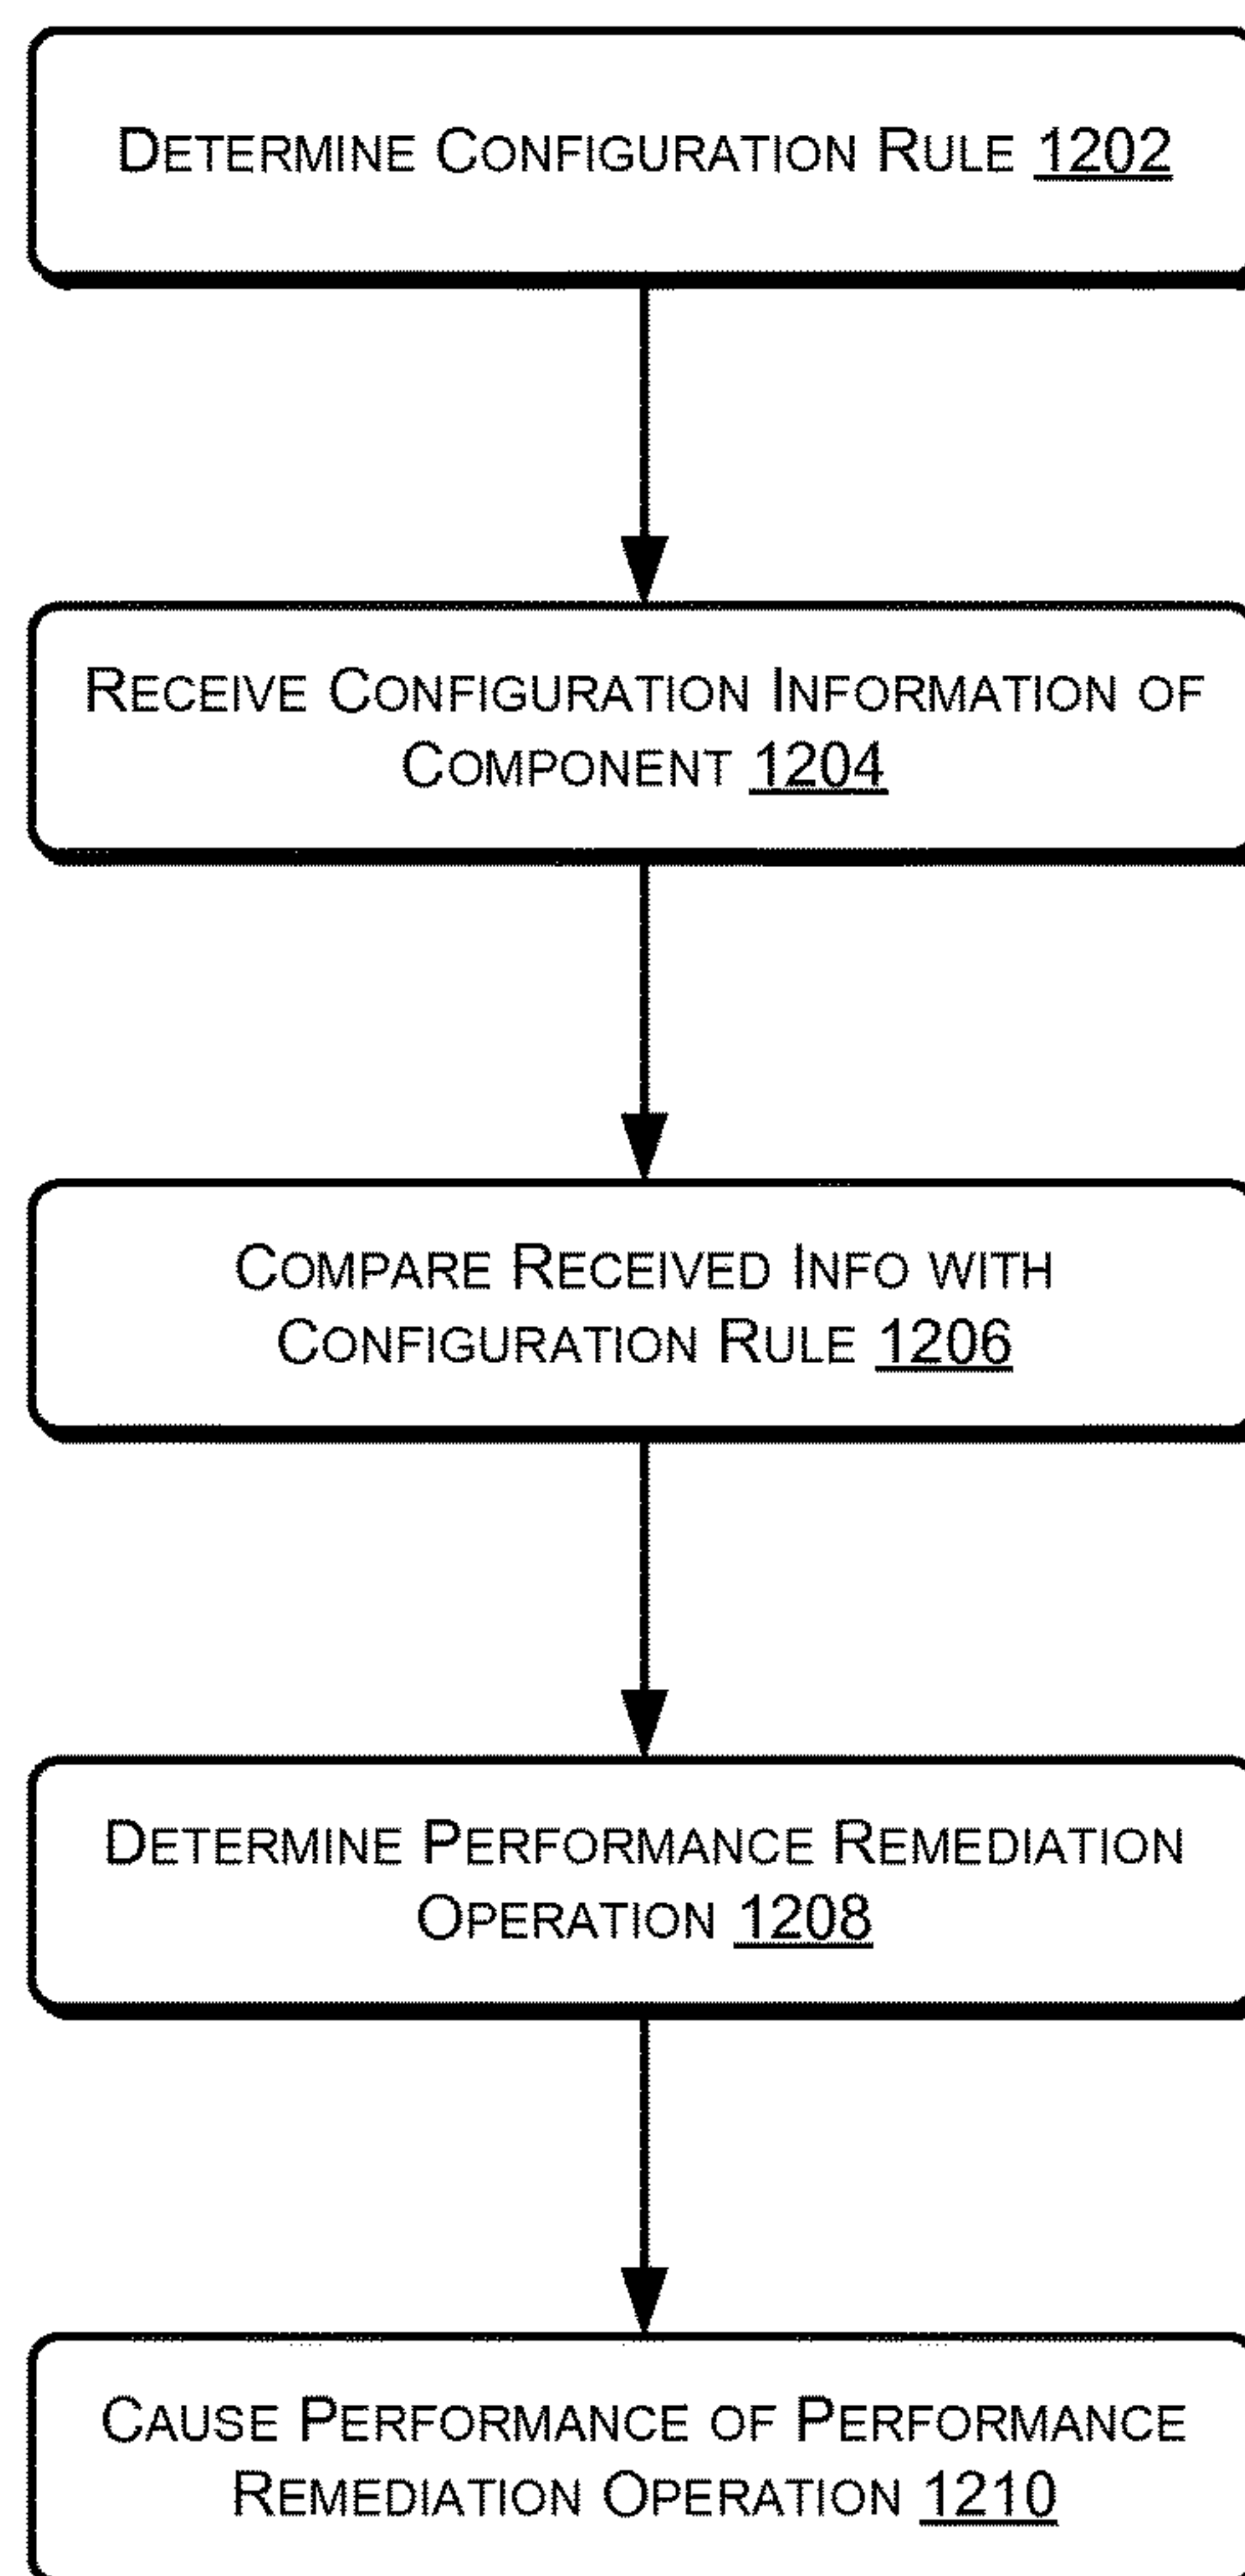 DETERMINE CONFIGURATION RULE 1202
RECEIVE CONFIGURATION INFORMATION OF
COMPONENT 1204
COMPARE RECEIVED INFO WITH
CONFIGURATION RULE 1206
DETERMINE PERFORMANCE REMEDIATION
OPERATION 1208
CAUSE PERFORMANCE OF PERFORMANCE
REMEDIATION OPERATION 1210